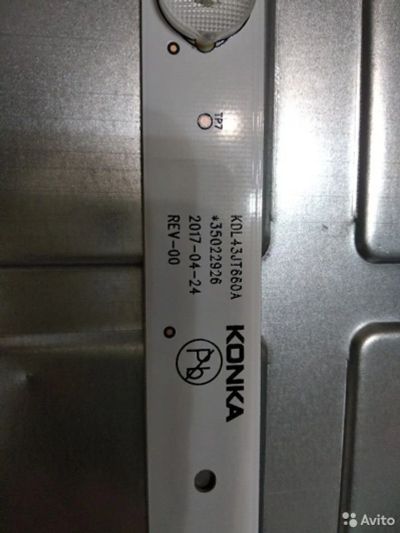 TP7
KDL43JT660A
*35022926
2017-04-24
REV-00
KONKA
Pb
Avito